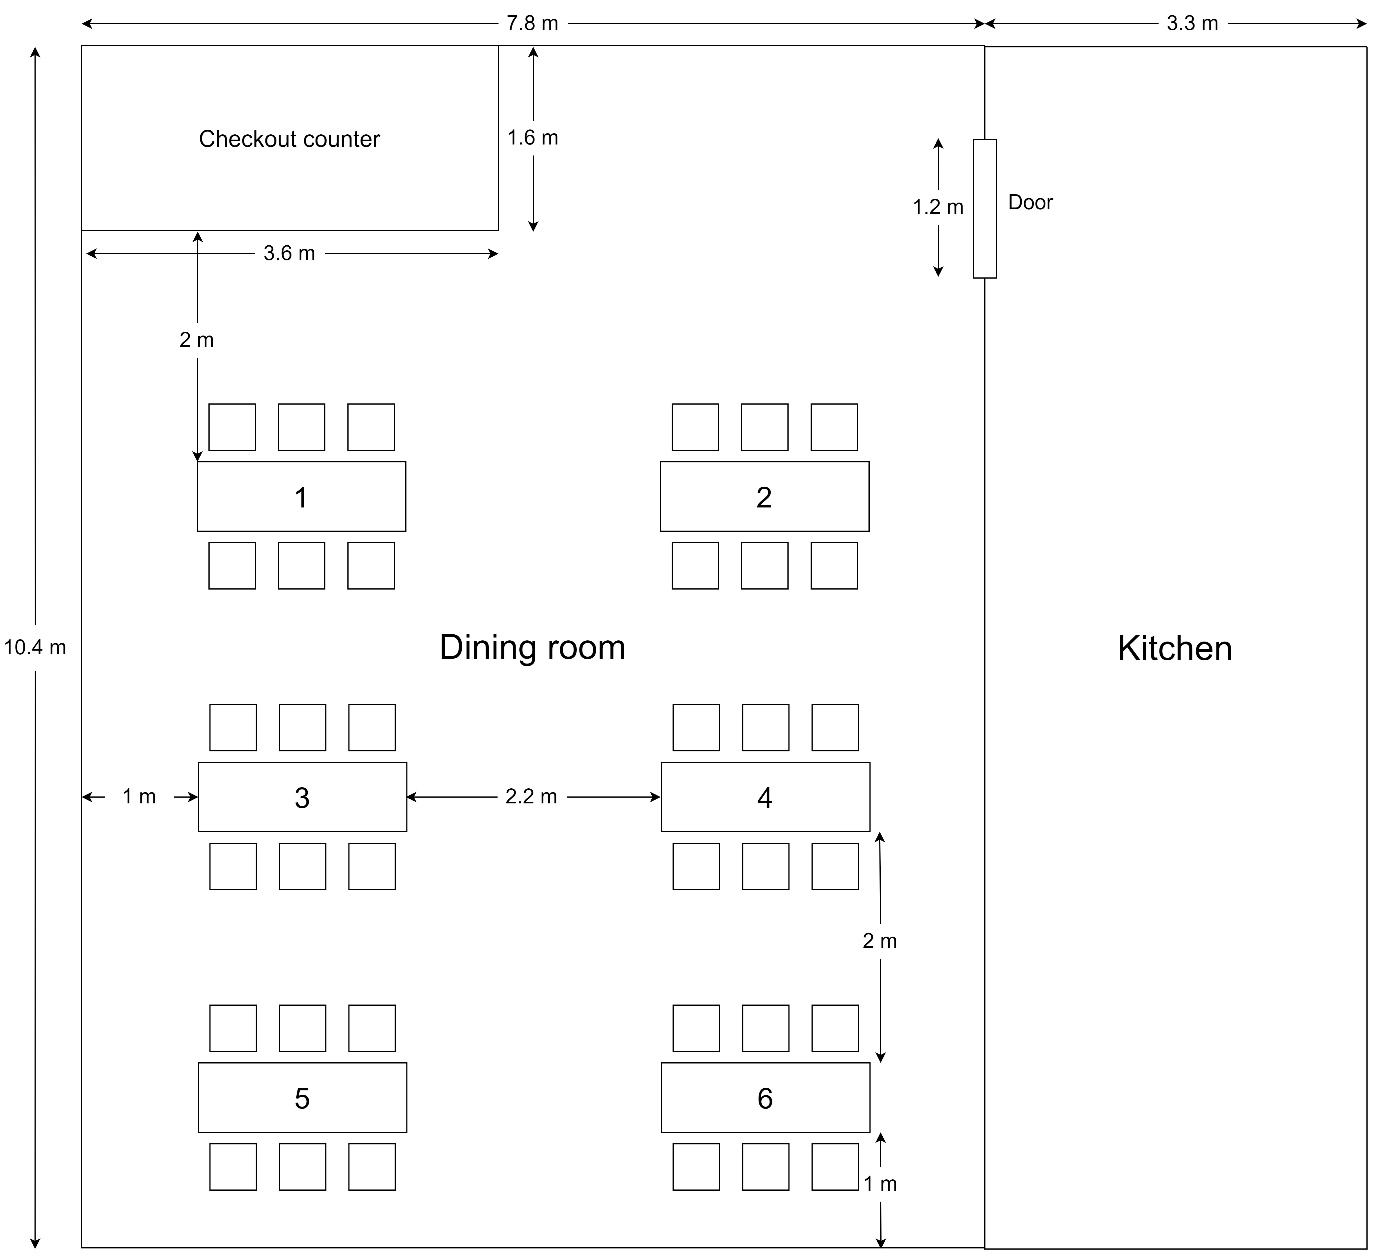 7.8 m
3.3 m
Checkout counter
1.6 m
1.2 m
Door
3.6 m
2 m
1
2
10.4 m
Dining room
Kitchen
1 m
3
2.2 m
4
2 m
5
6
1 m